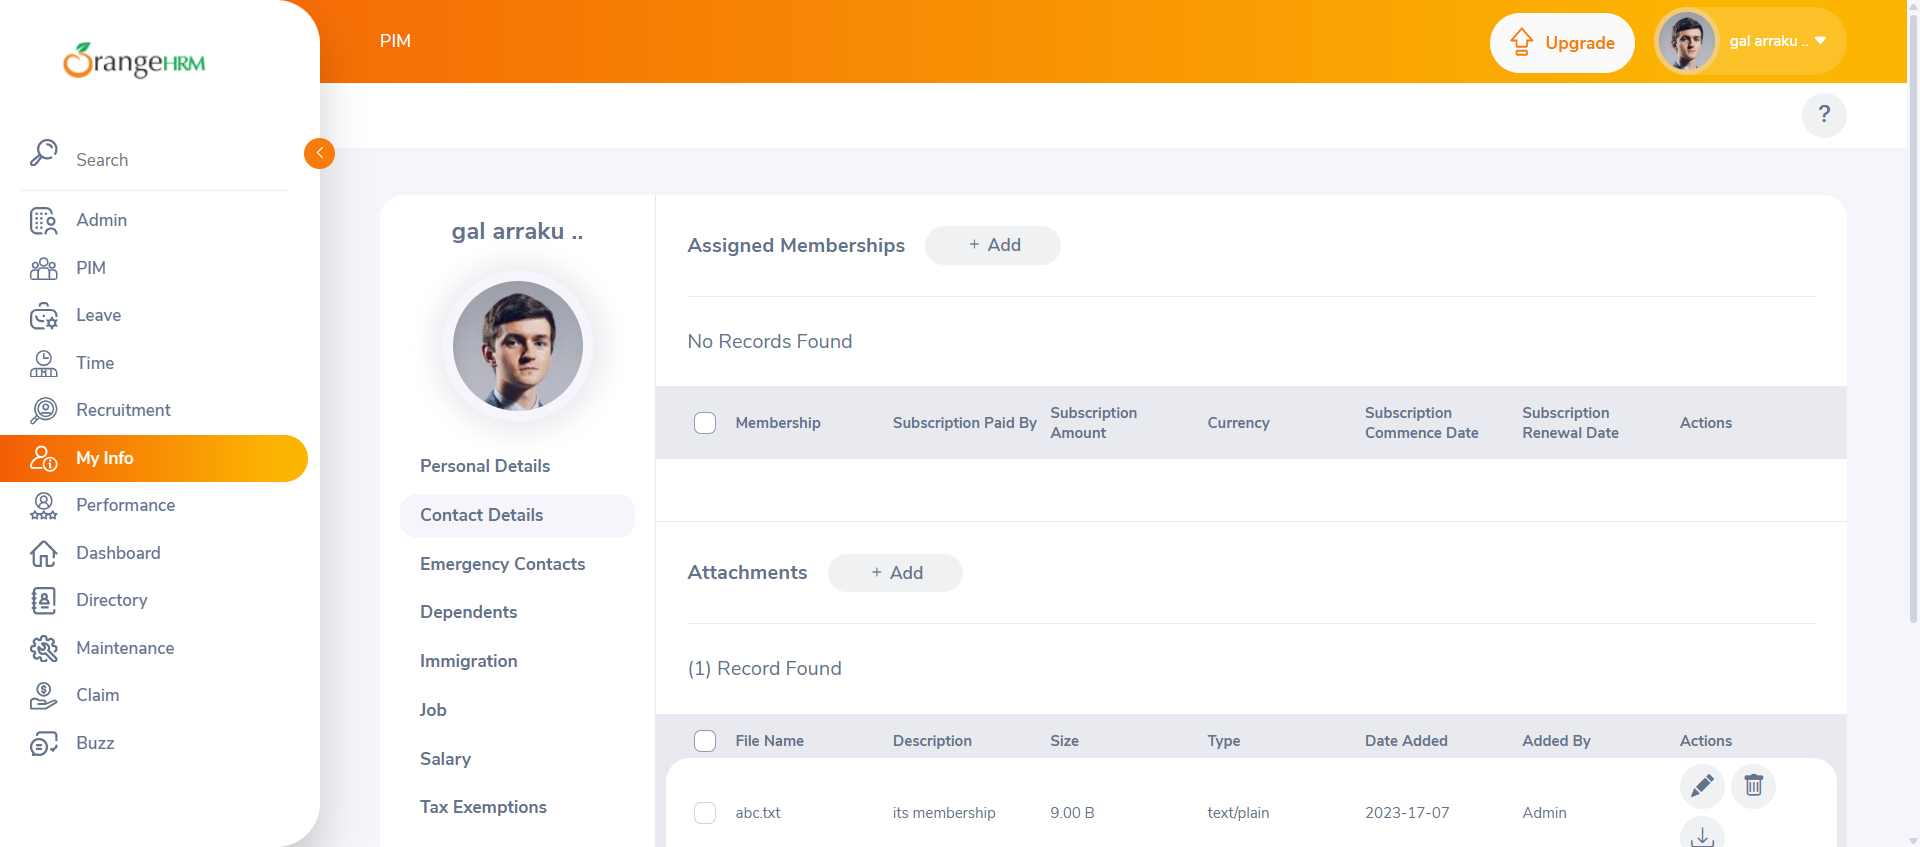 OrangeHRM
PIM
Upgrade
gal arraku ..
?
Search
Admin
PIM
Leave
Time
Recruitment
My Info
Performance
Dashboard
Directory
Maintenance
Claim
Buzz
gal arraku ..
Personal Details
Contact Details
Emergency Contacts
Dependents
Immigration
Job
Salary
Tax Exemptions
Assigned Memberships + Add
No Records Found
Membership Subscription Paid By Subscription Amount Currency Subscription Commence Date Subscription Renewal Date Actions
Attachments + Add
(1) Record Found
File Name Description Size Type Date Added Added By Actions
abc.txt its membership 9.00 B text/plain 2023-17-07 Admin